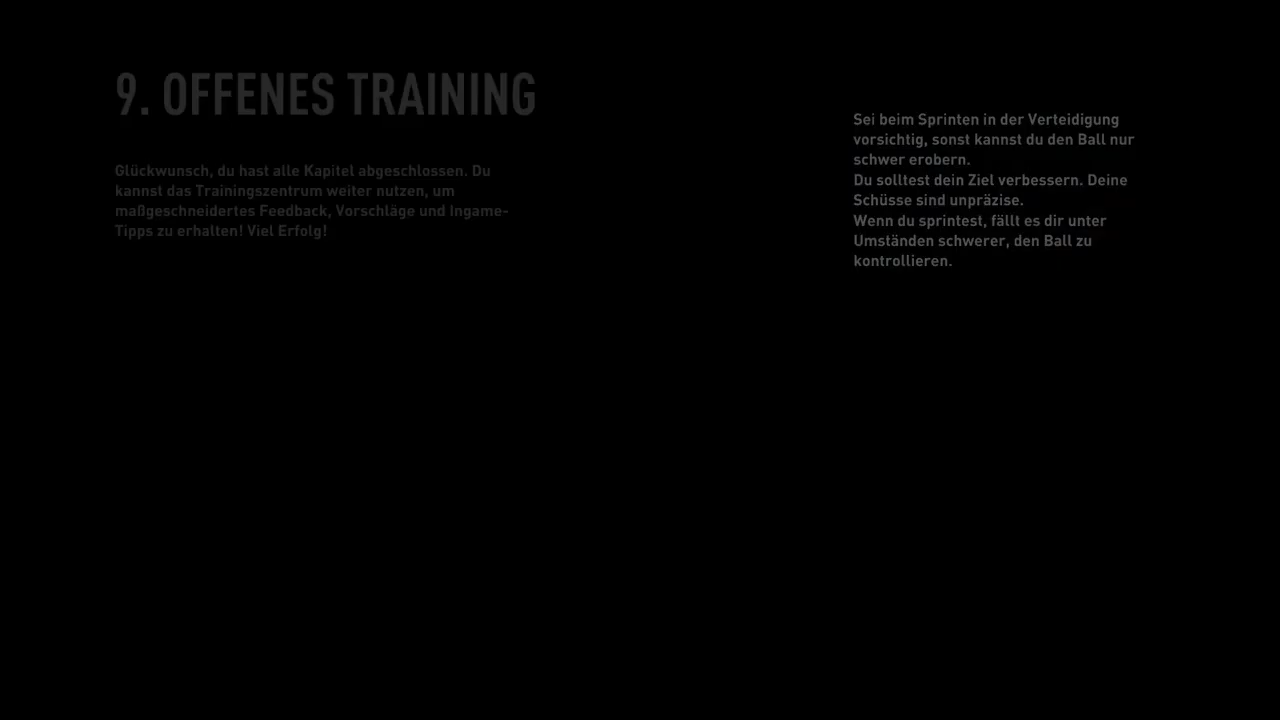 9. OFFENES TRAINING
Glückwunsch, du hast alle Kapitel abgeschlossen. Du
kannst das Trainingszentrum weiter nutzen, um
maßgeschneidertes Feedback, Vorschläge und Ingame-
Tipps zu erhalten! Viel Erfolg!
Sei beim Sprinten in der Verteidigung
vorsichtig, sonst kannst du den Ball nur
schwer erobern.
Du solltest dein Ziel verbessern. Deine
Schüsse sind unpräzise.
Wenn du sprintest, fällt es dir unter
Umständen schwerer, den Ball zu
kontrollieren.